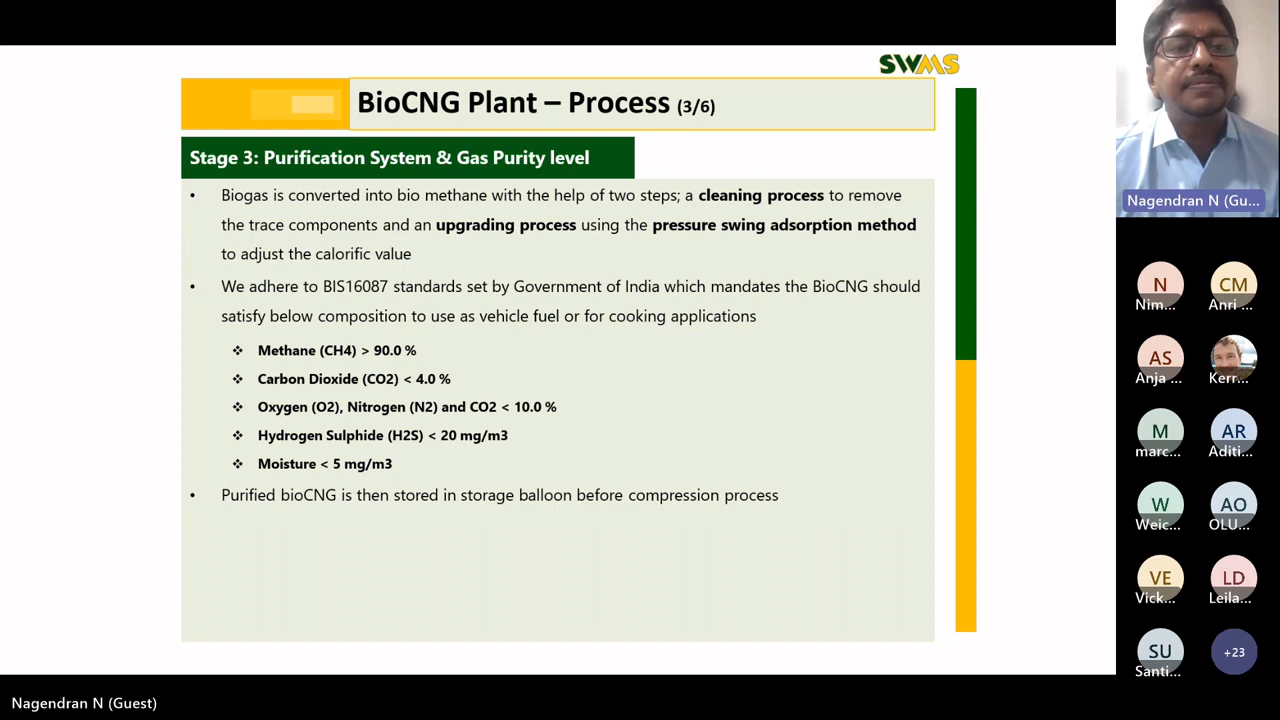 SWMS
BioCNG Plant – Process (3/6)
Stage 3: Purification System & Gas Purity level
• Biogas is converted into bio methane with the help of two steps; a cleaning process to remove
the trace components and an upgrading process using the pressure swing adsorption method
to adjust the calorific value
• We adhere to BIS16087 standards set by Government of India which mandates the BioCNG should
satisfy below composition to use as vehicle fuel or for cooking applications
❖ Methane (CH4) > 90.0 %
❖ Carbon Dioxide (CO2) < 4.0 %
❖ Oxygen (O2), Nitrogen (N2) and CO2 < 10.0 %
❖ Hydrogen Sulphide (H2S) < 20 mg/m3
❖ Moisture < 5 mg/m3
• Purified bioCNG is then stored in storage balloon before compression process
Nagendran N (Gu...
N CM
Nim... Anri ...
AS
Anja ... Kerr...
M AR
marc... Aditi...
W AO
Weic... OLU...
VE LD
Vick... Leila...
SU +23
Santi...
Nagendran N (Guest)